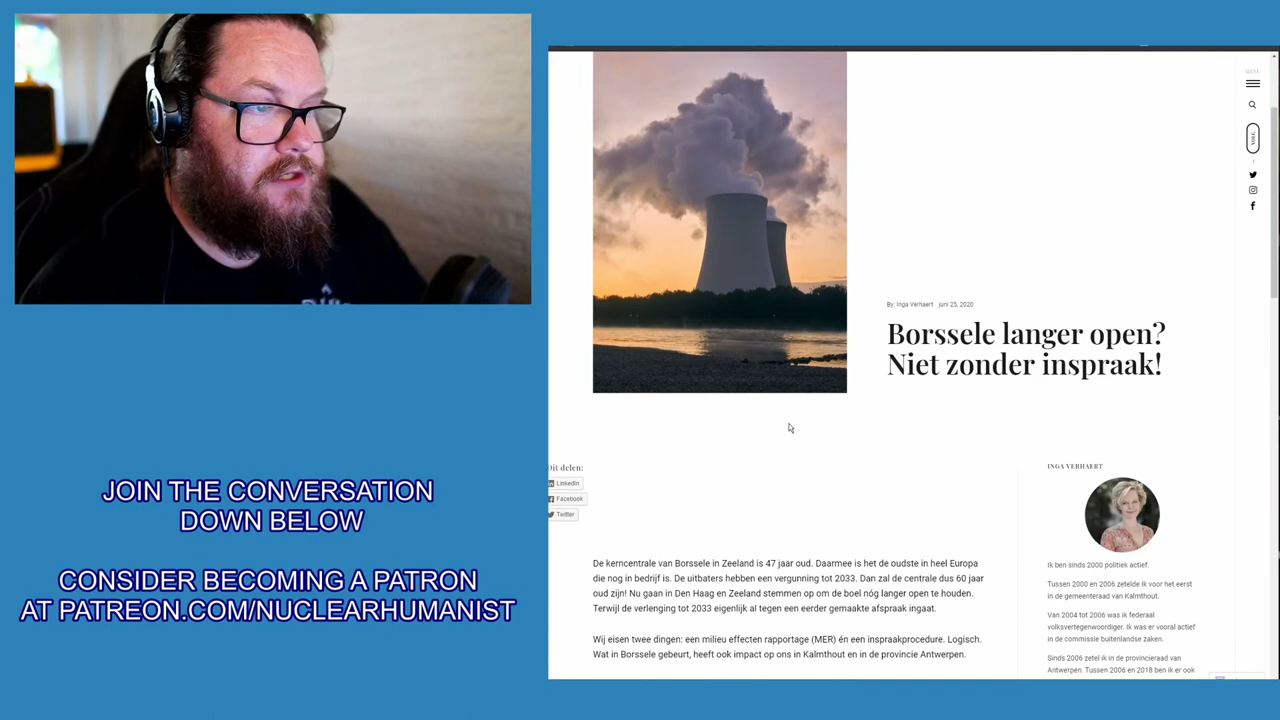 JOIN THE CONVERSATION
DOWN BELOW
CONSIDER BECOMING A PATRON
AT PATREON.COM/NUCLEARHUMANIST
MENU
VOLG
By: Inga Verhaert juni 25, 2020
Borssele langer open?
Niet zonder inspraak!
Dit delen:
LinkedIn
Facebook
Twitter
De kerncentrale van Borssele in Zeeland is 47 jaar oud. Daarmee is het de oudste in heel Europa
die nog in bedrijf is. De uitbaters hebben een vergunning tot 2033. Dan zal de centrale dus 60 jaar
oud zijn! Nu gaan in Den Haag en Zeeland stemmen op om de boel nóg langer open te houden.
Terwijl de verlenging tot 2033 eigenlijk al tegen een eerder gemaakte afspraak ingaat.
Wij eisen twee dingen: een milieu effecten rapportage (MER) én een inspraakprocedure. Logisch.
Wat in Borssele gebeurt, heeft ook impact op ons in Kalmthout en in de provincie Antwerpen.
INGA VERHAERT
Ik ben sinds 2000 politiek actief.
Tussen 2000 en 2006 zetelde ik voor het eerst
in de gemeenteraad van Kalmthout.
Van 2004 tot 2006 was ik federaal
volksvertegenwoordiger. Ik was er vooral actief
in de commissie buitenlandse zaken.
Sinds 2006 zetel ik in de provincieraad van
Antwerpen. Tussen 2006 en 2018 ben ik er ook